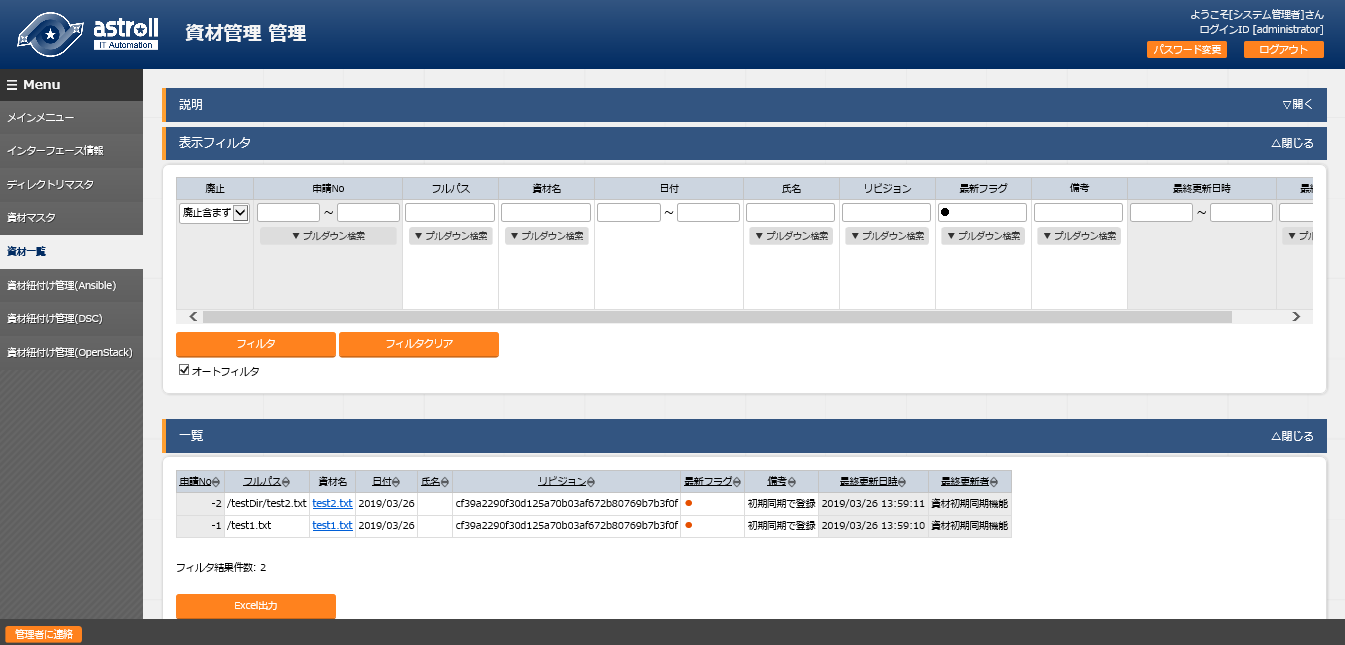 astroll
IT Automation
資材管理 管理
ようこそ[システム管理者]さん
ログインID [administrator]
パスワード変更 ログアウト
☰ Menu
メインメニュー
インターフェース情報
ディレクトリマスタ
資材マスタ
資材一覧
資材紐付け管理(Ansible)
資材紐付け管理(DSC)
資材紐付け管理(OpenStack)
説明 ▽開く
表示フィルタ △閉じる
廃止 申請No フルパス 資材名 日付 氏名 リビジョン 最新フラグ 備考 最終更新日時
廃止含まず ～ ～ ● ～
▼プルダウン検索 ▼プルダウン検索 ▼プルダウン検索 ▼プルダウン検索 ▼プルダウン検索 ▼プルダウン検索 ▼プルダウン検索
フィルタ フィルタクリア
オートフィルタ
一覧 △閉じる
申請No フルパス 資材名 日付 氏名 リビジョン 最新フラグ 備考 最終更新日時 最終更新者
-2 /testDir/test2.txt test2.txt 2019/03/26 cf39a2290f30d125a70b03af672b80769b7b3f0f ● 初期同期で登録 2019/03/26 13:59:11 資材初期同期機能
-1 /test1.txt test1.txt 2019/03/26 cf39a2290f30d125a70b03af672b80769b7b3f0f ● 初期同期で登録 2019/03/26 13:59:10 資材初期同期機能
フィルタ結果件数: 2
Excel出力
管理者に連絡